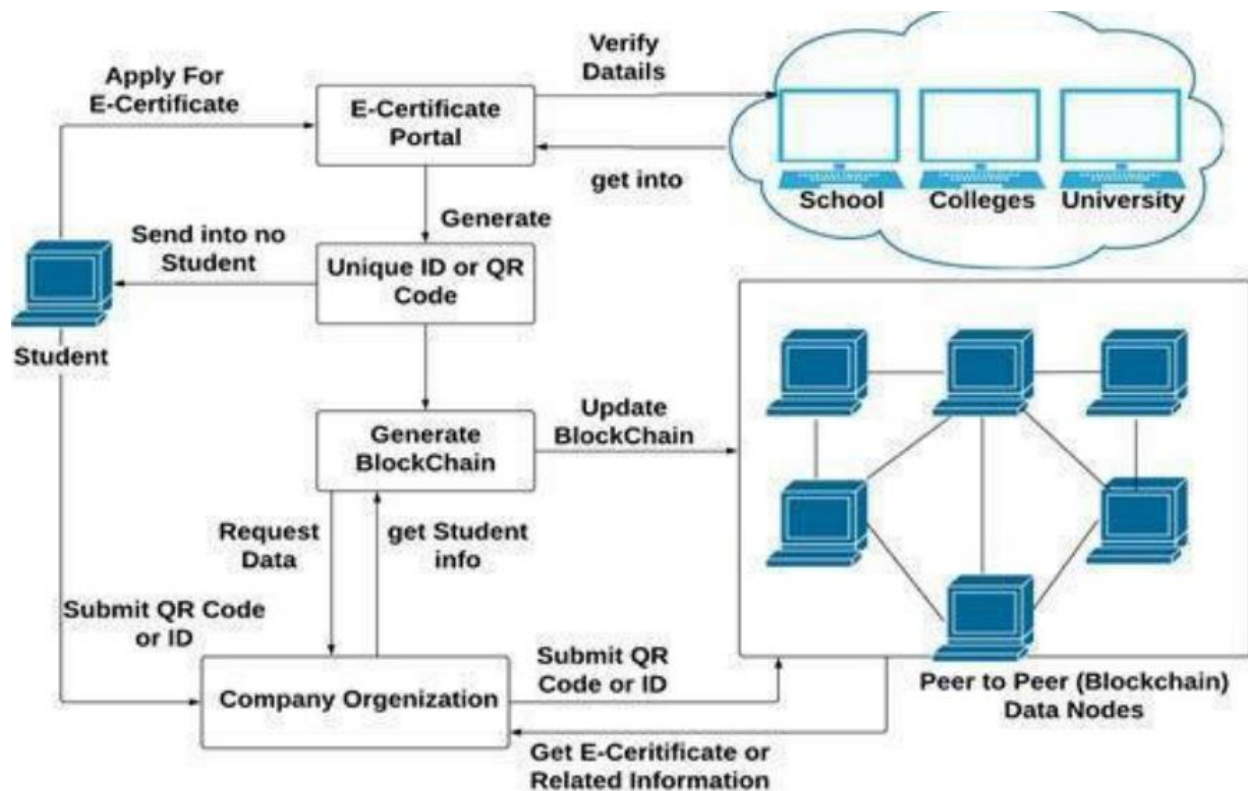 Verify
Datails
Apply For
E-Certificate
E-Certificate
Portal
get into
School
Colleges
University
Generate
Send into no
Student
Unique ID or QR
Code
Student
Generate
BlockChain
Update
BlockChain
Request
Data
get Student
info
Submit QR Code
or ID
Company Orgenization
Submit QR
Code or ID
Peer to Peer (Blockchain)
Data Nodes
Get E-Ceritificate or
Related Information